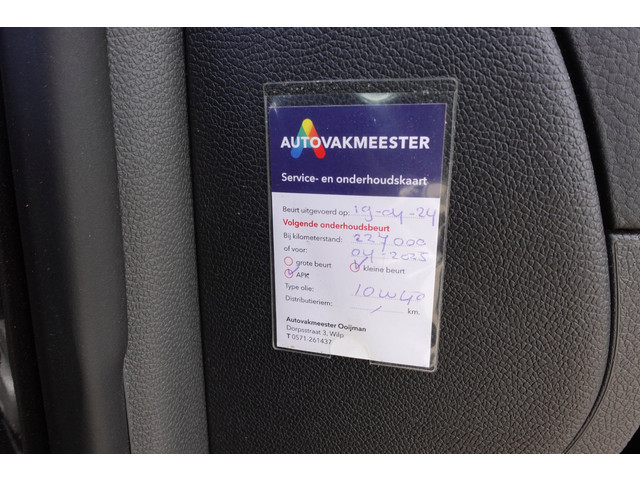 AUTOVAKMEESTER
Service- en onderhoudskaart
Beurt uitgevoerd op: 19-04-24
Volgende onderhoudsbeurt
Bij kilometerstand: 227000
of voor: 04-2025
grote beurt kleine beurt
APK
Type olie: 10W40
Distributieriem: km.
Autovakmeester Ooijman
Dorpsstraat 3, Wilp
T 0571-261437